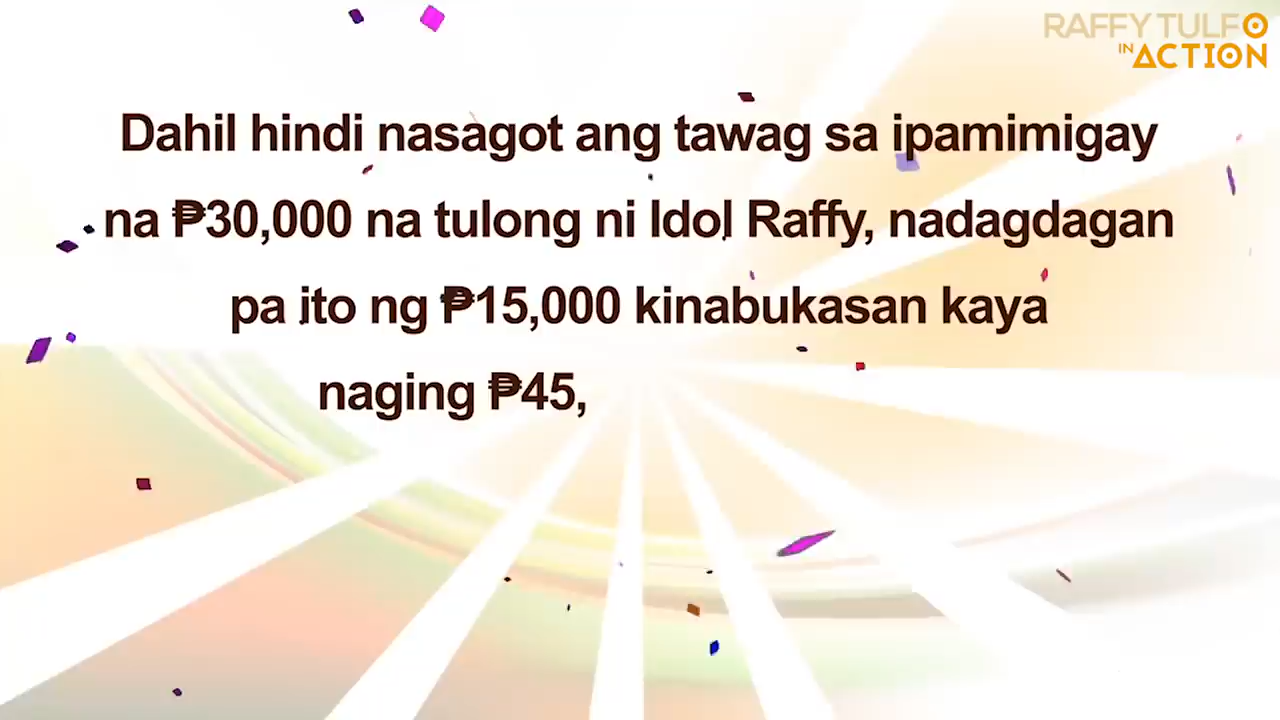 RAFFY TULFO
IN ACTION
Dahil hindi nasagot ang tawag sa ipamimigay
na ₱30,000 na tulong ni Idol Raffy, nadagdagan
pa ito ng ₱15,000 kinabukasan kaya
naging ₱45,